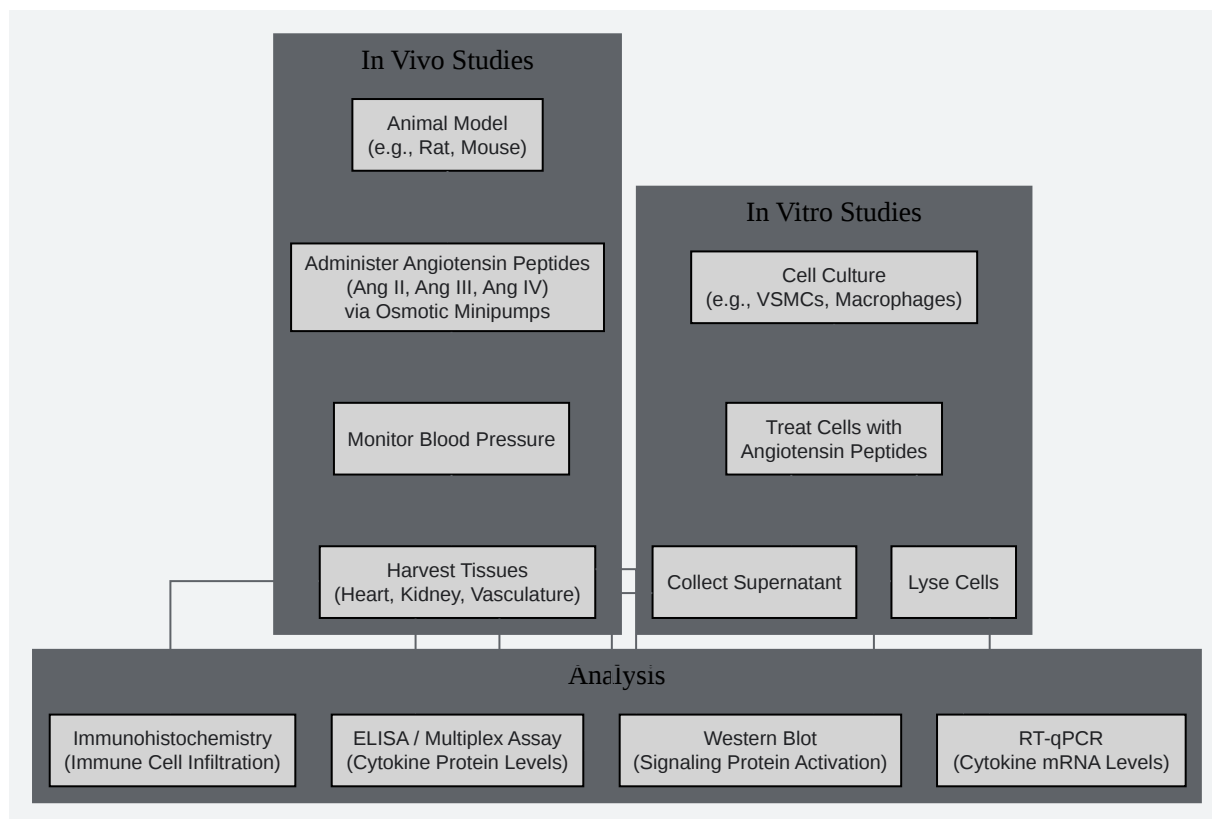 In Vivo Studies
Animal Model
(e.g., Rat, Mouse)
Administer Angiotensin Peptides
(Ang II, Ang III, Ang IV)
via Osmotic Minipumps
Monitor Blood Pressure
Harvest Tissues
(Heart, Kidney, Vasculature)
In Vitro Studies
Cell Culture
(e.g., VSMCs, Macrophages)
Treat Cells with
Angiotensin Peptides
Collect Supernatant
Lyse Cells
Analysis
Immunohistochemistry
(Immune Cell Infiltration)
ELISA / Multiplex Assay
(Cytokine Protein Levels)
Western Blot
(Signaling Protein Activation)
RT-qPCR
(Cytokine mRNA Levels)